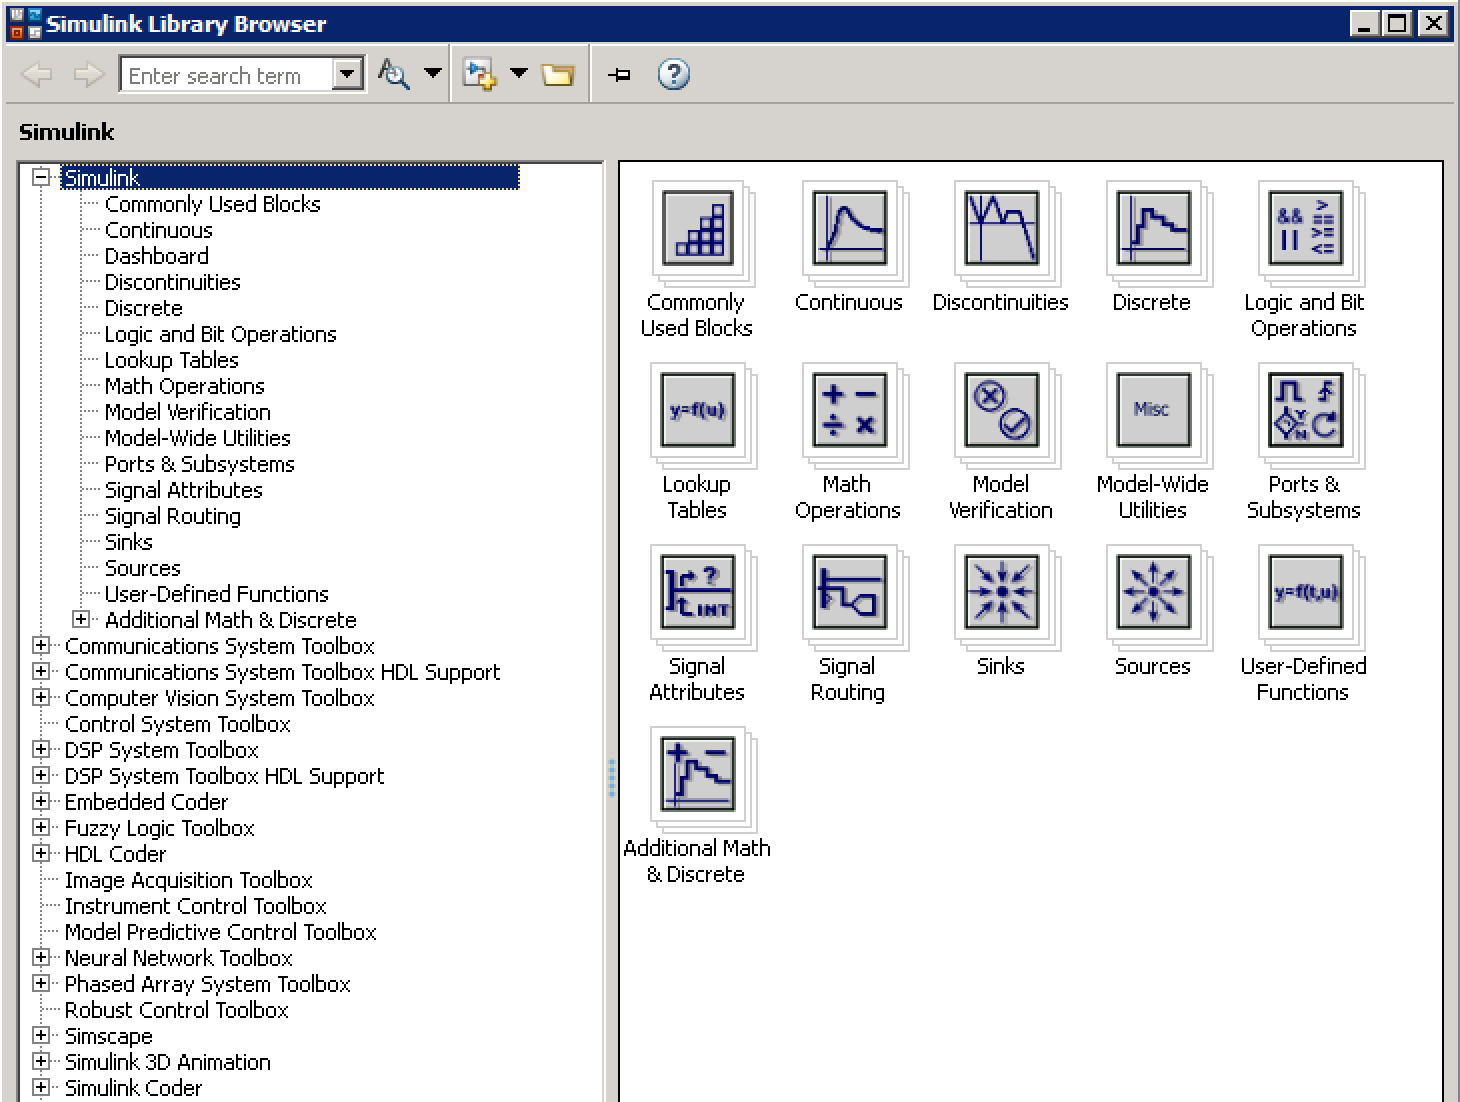 Simulink Library Browser
Enter search term
Simulink
Simulink
Commonly Used Blocks
Continuous
Dashboard
Discontinuities
Discrete
Logic and Bit Operations
Lookup Tables
Math Operations
Model Verification
Model-Wide Utilities
Ports & Subsystems
Signal Attributes
Signal Routing
Sinks
Sources
User-Defined Functions
Additional Math & Discrete
Communications System Toolbox
Communications System Toolbox HDL Support
Computer Vision System Toolbox
Control System Toolbox
DSP System Toolbox
DSP System Toolbox HDL Support
Embedded Coder
Fuzzy Logic Toolbox
HDL Coder
Image Acquisition Toolbox
Instrument Control Toolbox
Model Predictive Control Toolbox
Neural Network Toolbox
Phased Array System Toolbox
Robust Control Toolbox
Simscape
Simulink 3D Animation
Simulink Coder
&& >
==
|| >=
<=
Commonly
Used Blocks
Continuous
Discontinuities
Discrete
Logic and Bit
Operations
y=f(u)
+ −
÷ ×
Misc
Y
N
Lookup
Tables
Math
Operations
Model
Verification
Model-Wide
Utilities
Ports &
Subsystems
?
INT
y=f(t,u)
Signal
Attributes
Signal
Routing
Sinks
Sources
User-Defined
Functions
+ −
Additional Math
& Discrete